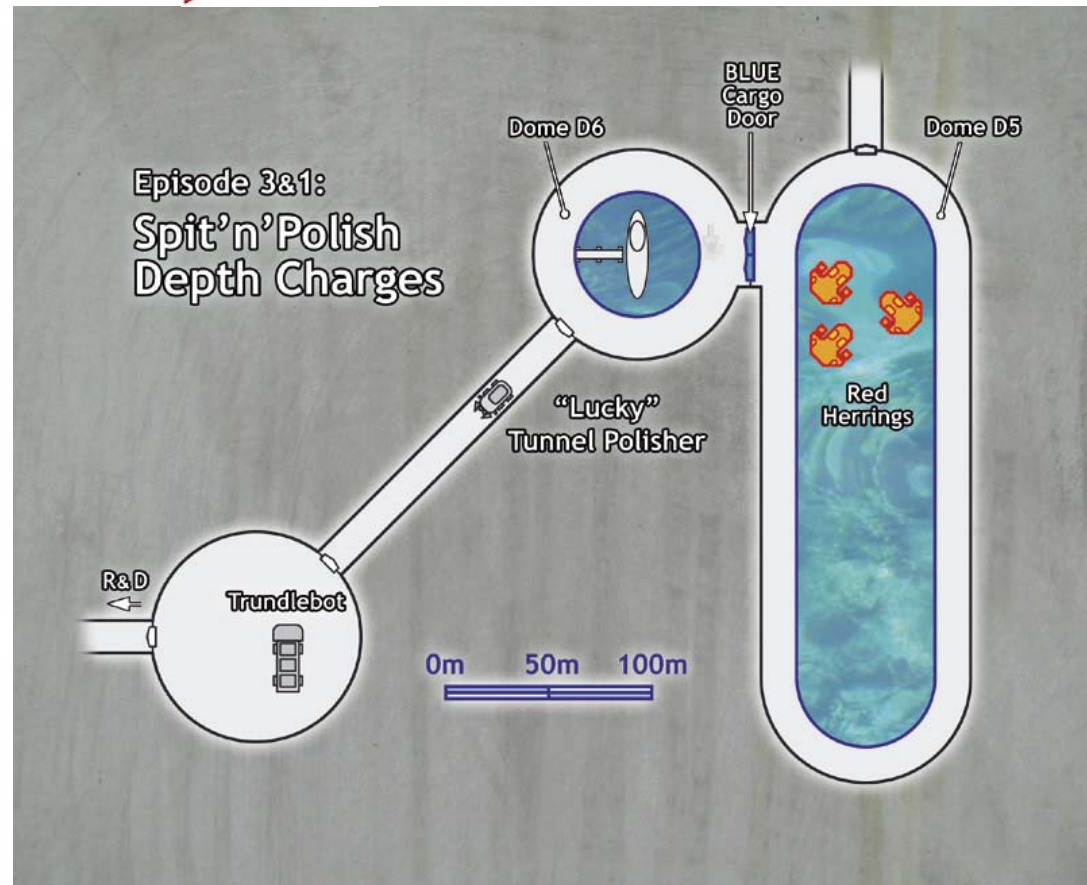 Episode 3&1:
Spit'n'Polish
Depth Charges
Dome D6
BLUE
Cargo
Door
Dome D5
"Lucky"
Tunnel Polisher
Red
Herrings
R&D
Trundlebot
0m 50m 100m